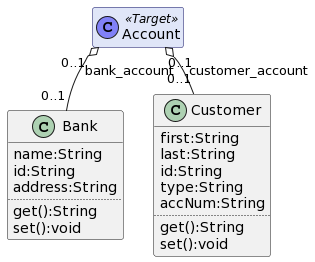 C «Target» Account
0..1 bank_account 0..1 customer_account
0..1 0..1
C Bank
name:String
id:String
address:String
get():String
set():void
C Customer
first:String
last:String
id:String
type:String
accNum:String
get():String
set():void